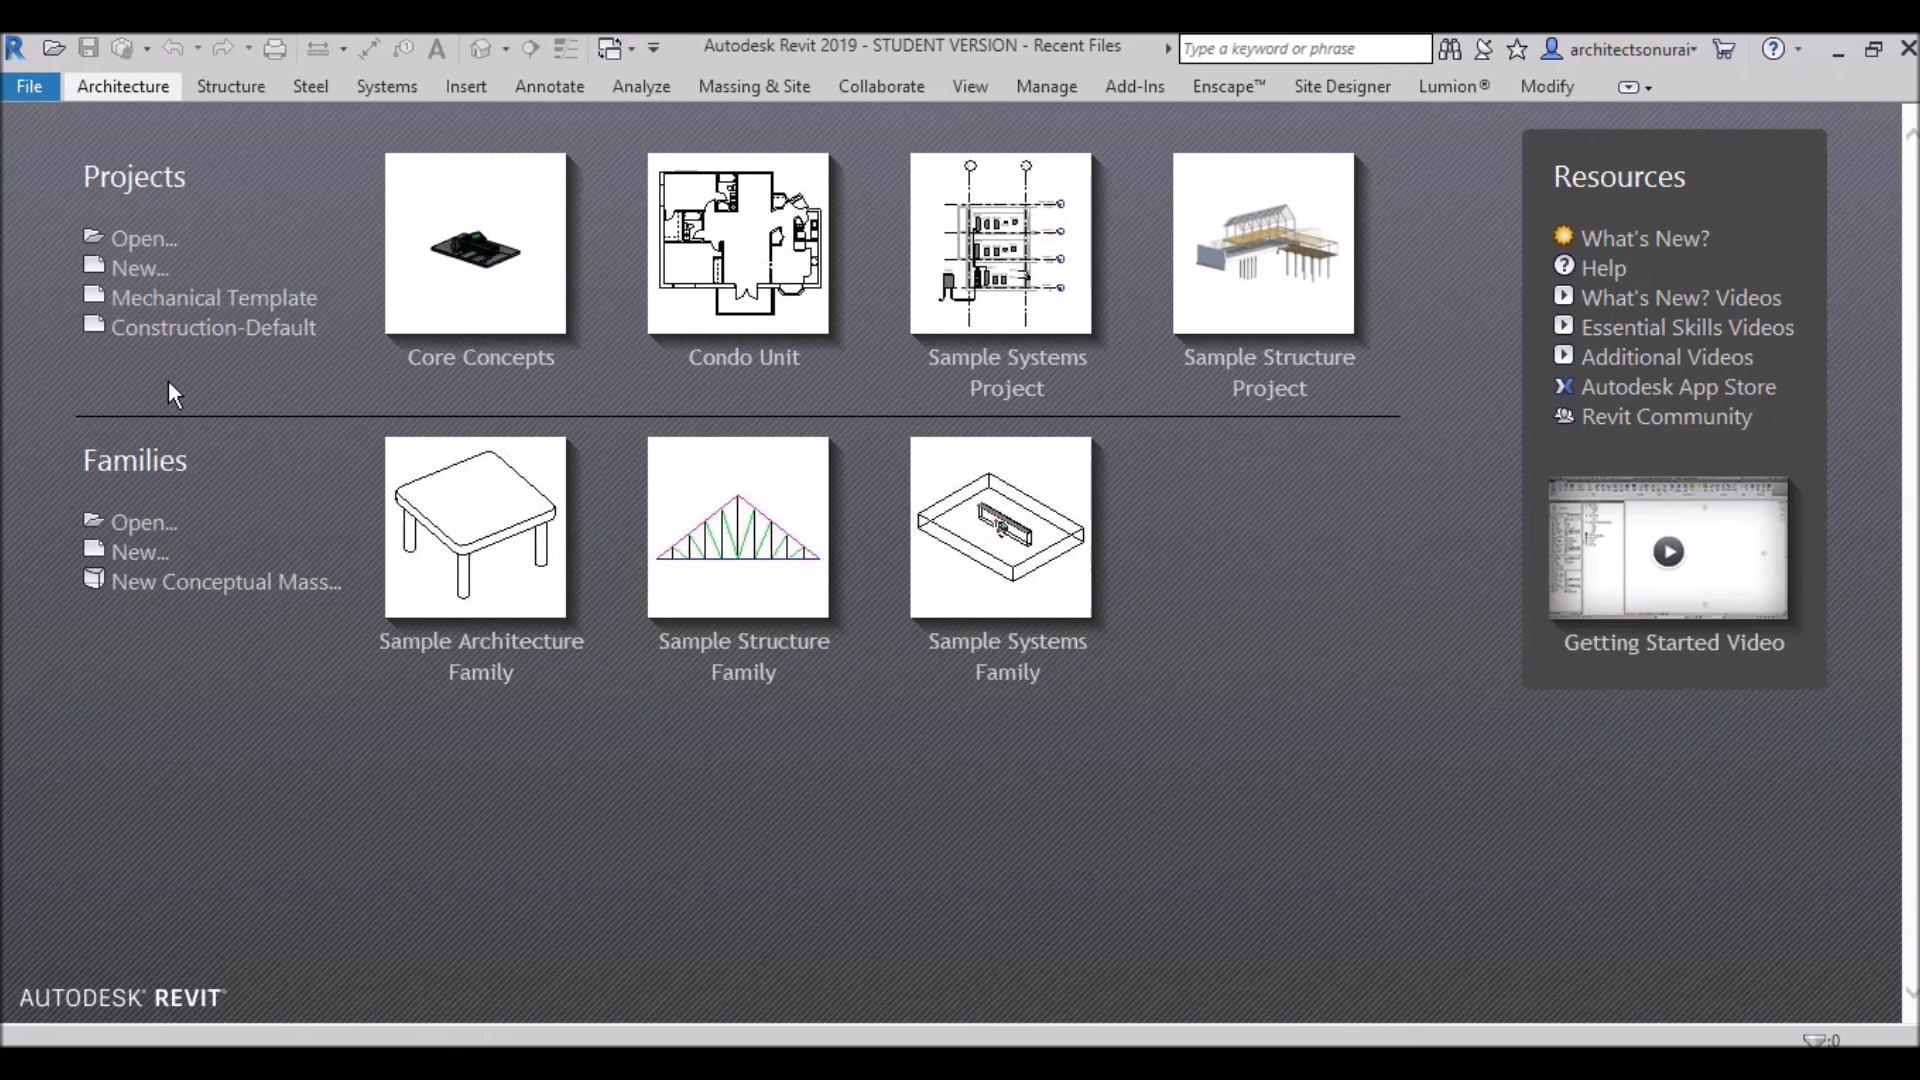 Autodesk Revit 2019 - STUDENT VERSION - Recent Files
Type a keyword or phrase
architectsonurai
File Architecture Structure Steel Systems Insert Annotate Analyze Massing & Site Collaborate View Manage Add-Ins Enscape™ Site Designer Lumion® Modify
Projects
Open...
New...
Mechanical Template
Construction-Default
Core Concepts
Condo Unit
Sample Systems
Project
Sample Structure
Project
Families
Open...
New...
New Conceptual Mass...
Sample Architecture
Family
Sample Structure
Family
Sample Systems
Family
Resources
What's New?
Help
What's New? Videos
Essential Skills Videos
Additional Videos
Autodesk App Store
Revit Community
Getting Started Video
AUTODESK® REVIT®
:0